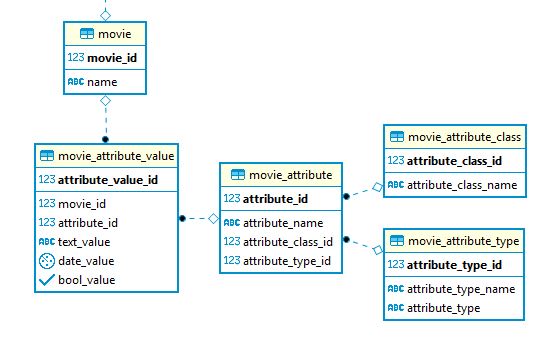 movie
123 movie_id
ABC name
movie_attribute_value
123 attribute_value_id
123 movie_id
123 attribute_id
ABC text_value
date_value
bool_value
movie_attribute
123 attribute_id
ABC attribute_name
123 attribute_class_id
123 attribute_type_id
movie_attribute_class
123 attribute_class_id
ABC attribute_class_name
movie_attribute_type
123 attribute_type_id
ABC attribute_type_name
ABC attribute_type